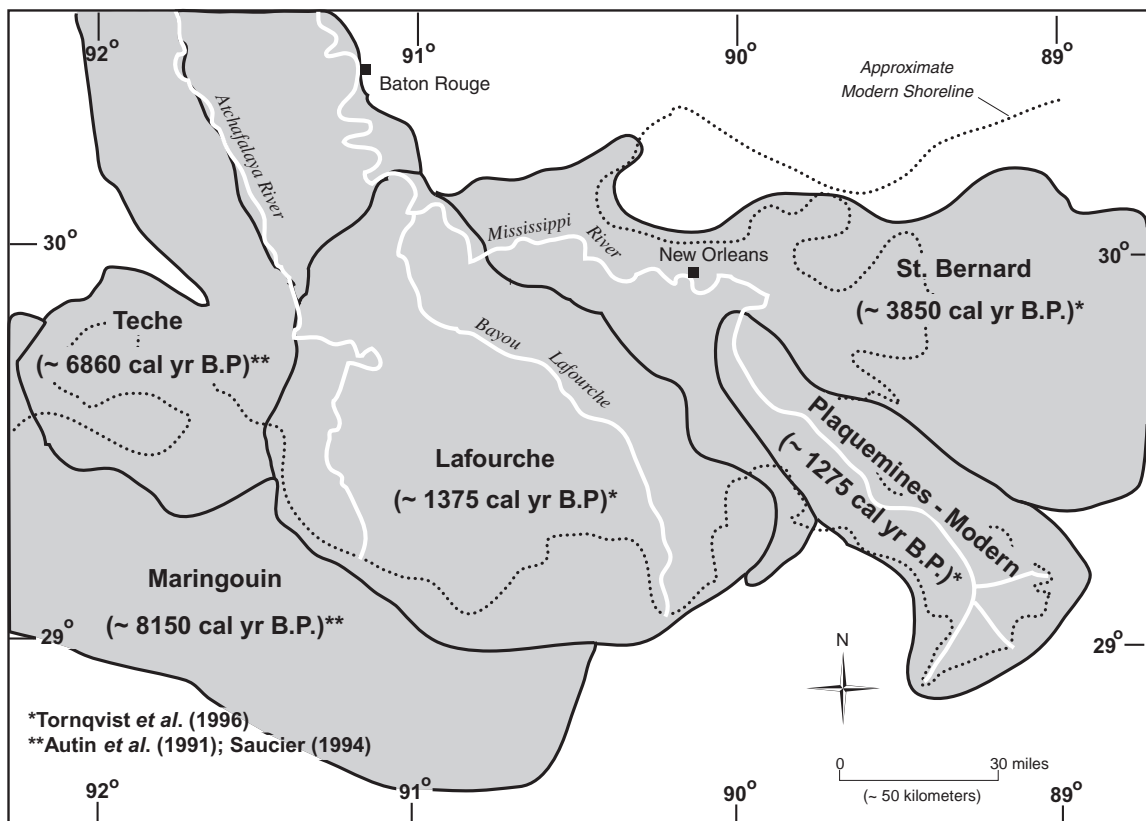 92°
91°
90°
89°
Baton Rouge
Approximate
Modern Shoreline
Atchafalaya River
30°
Mississippi
River
New Orleans
30°
St. Bernard
(~ 3850 cal yr B.P.)*
Teche
(~ 6860 cal yr B.P)**
Bayou
Lafourche
Plaquemines - Modern
(~ 1275 cal yr B.P.)*
Lafourche
(~ 1375 cal yr B.P)*
Maringouin
(~ 8150 cal yr B.P.)**
29°
29°
N
*Tornqvist et al. (1996)
**Autin et al. (1991); Saucier (1994)
0 30 miles
(~ 50 kilometers)
92°
91°
90°
89°